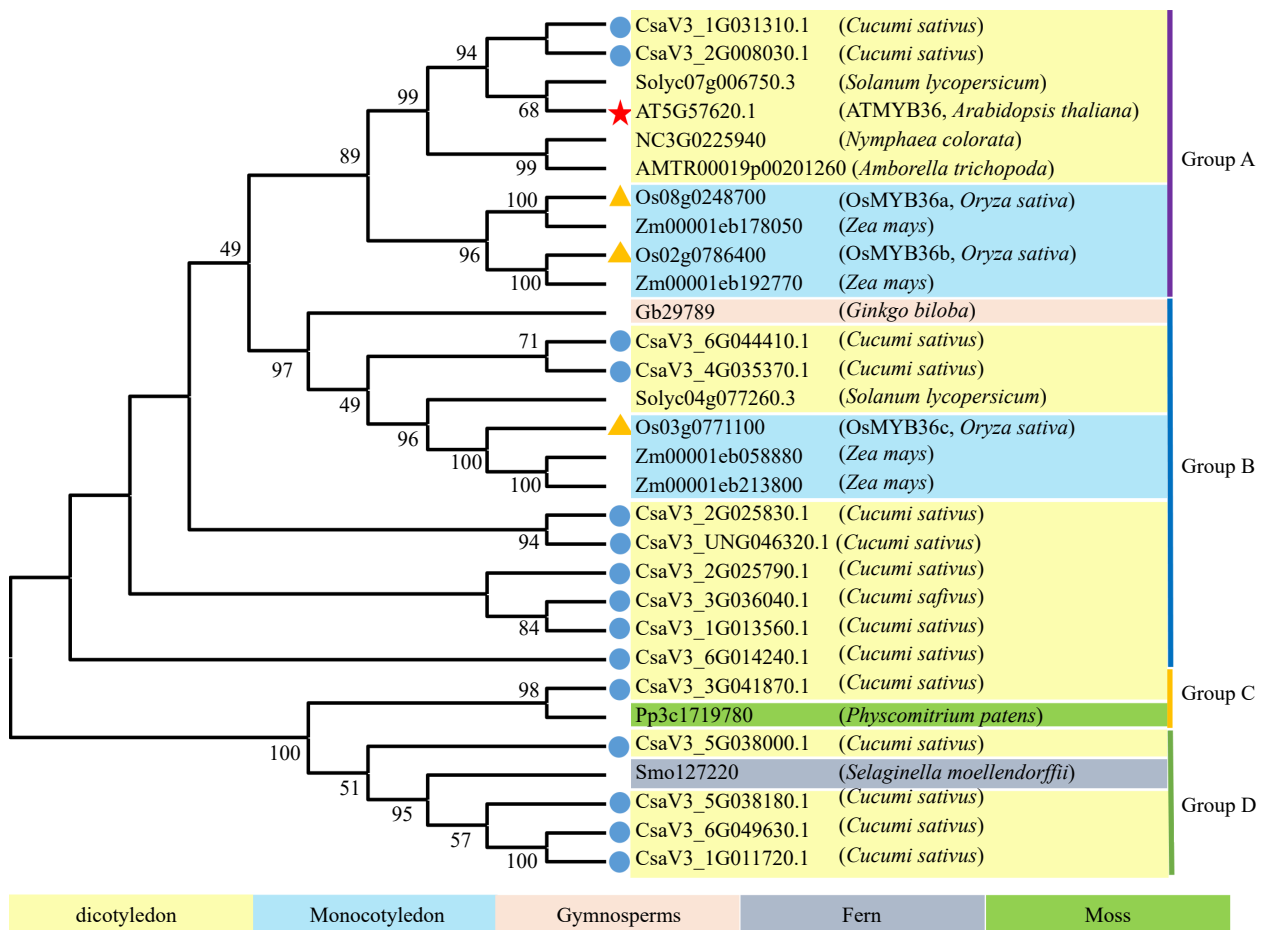 CsaV3_1G031310.1 (Cucumi sativus)
94
CsaV3_2G008030.1 (Cucumi sativus)
Solyc07g006750.3 (Solanum lycopersicum)
99
68
AT5G57620.1 (ATMYB36, Arabidopsis thaliana)
NC3G0225940 (Nymphaea colorata)
89
99
AMTR00019p00201260 (Amborella trichopoda)
Group A
100
Os08g0248700 (OsMYB36a, Oryza sativa)
Zm00001eb178050 (Zea mays)
49
96
Os02g0786400 (OsMYB36b, Oryza sativa)
100
Zm00001eb192770 (Zea mays)
Gb29789 (Ginkgo biloba)
71
CsaV3_6G044410.1 (Cucumi sativus)
97
CsaV3_4G035370.1 (Cucumi sativus)
49
Solyc04g077260.3 (Solanum lycopersicum)
96
Os03g0771100 (OsMYB36c, Oryza sativa)
100
Zm00001eb058880 (Zea mays)
Group B
100
Zm00001eb213800 (Zea mays)
CsaV3_2G025830.1 (Cucumi sativus)
94
CsaV3_UNG046320.1 (Cucumi sativus)
CsaV3_2G025790.1 (Cucumi sativus)
CsaV3_3G036040.1 (Cucumi safivus)
84
CsaV3_1G013560.1 (Cucumi sativus)
CsaV3_6G014240.1 (Cucumi sativus)
98
CsaV3_3G041870.1 (Cucumi sativus)
Group C
Pp3c1719780 (Physcomitrium patens)
100
CsaV3_5G038000.1 (Cucumi sativus)
51
Smo127220 (Selaginella moellendorffii)
95
CsaV3_5G038180.1 (Cucumi sativus)
Group D
57
CsaV3_6G049630.1 (Cucumi sativus)
100
CsaV3_1G011720.1 (Cucumi sativus)
dicotyledon Monocotyledon Gymnosperms Fern Moss